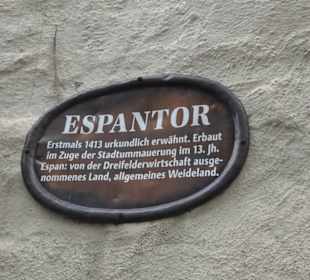 ESPANTOR
Erstmals 1413 urkundlich erwähnt. Erbaut
im Zuge der Stadtummauerung im 13. Jh.
Espan: von der Dreifelderwirtschaft ausge-
nommenes Land, allgemeines Weideland.